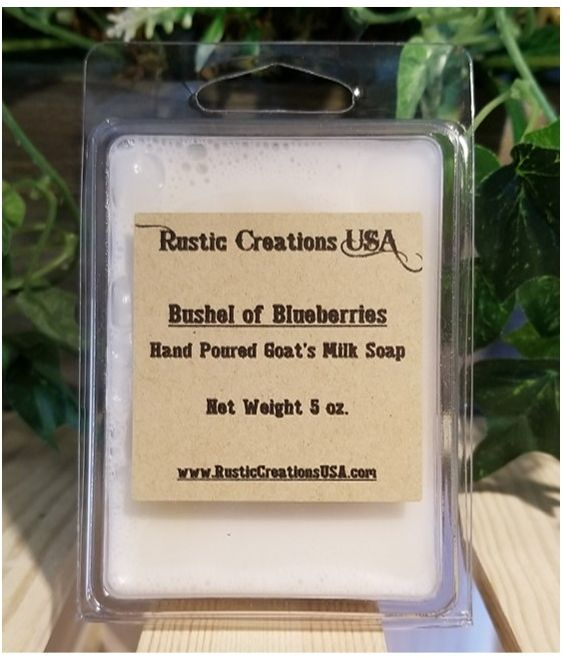 Rustic Creations USA
Bushel of Blueberries
Hand Poured Goat's Milk Soap
Net Weight 5 oz.
www.RusticCreationsUSA.com